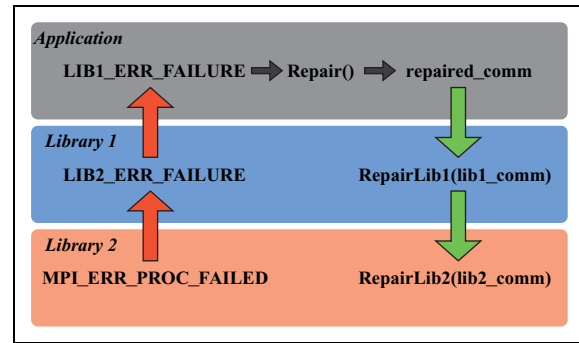 Application
LIB1_ERR_FAILURE Repair() repaired_comm
Library 1
LIB2_ERR_FAILURE RepairLib1(lib1_comm)
Library 2
MPI_ERR_PROC_FAILED RepairLib2(lib2_comm)